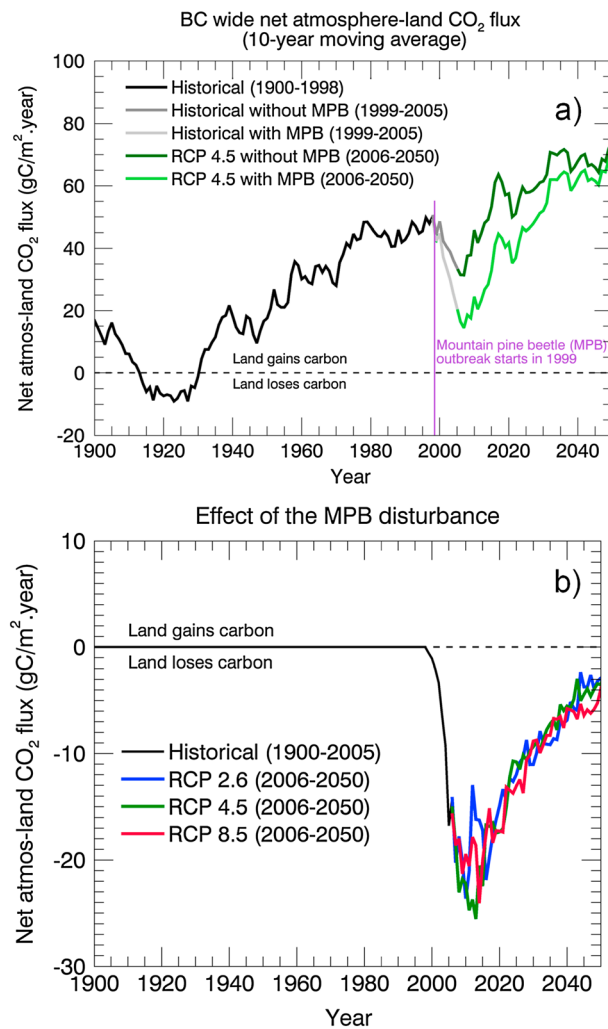 BC wide net atmosphere-land CO₂ flux
(10-year moving average)
100
80
60
40
20
0
-20
Net atmos-land CO₂ flux (gC/m².year)
a)
Historical (1900-1998)
Historical without MPB (1999-2005)
Historical with MPB (1999-2005)
RCP 4.5 without MPB (2006-2050)
RCP 4.5 with MPB (2006-2050)
Mountain pine beetle (MPB)
outbreak starts in 1999
Land gains carbon
Land loses carbon
1900 1920 1940 1960 1980 2000 2020 2040
Year
Effect of the MPB disturbance
10
0
-10
-20
-30
Net atmos-land CO₂ flux (gC/m².year)
b)
Land gains carbon
Land loses carbon
Historical (1900-2005)
RCP 2.6 (2006-2050)
RCP 4.5 (2006-2050)
RCP 8.5 (2006-2050)
1900 1920 1940 1960 1980 2000 2020 2040
Year